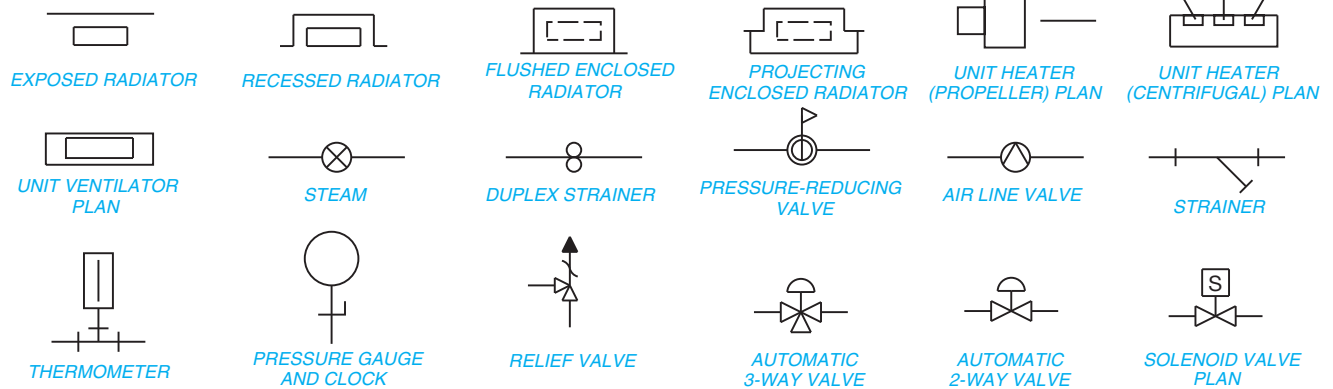 EXPOSED RADIATOR
RECESSED RADIATOR
FLUSHED ENCLOSED
RADIATOR
PROJECTING
ENCLOSED RADIATOR
UNIT HEATER
(PROPELLER) PLAN
UNIT HEATER
(CENTRIFUGAL) PLAN
UNIT VENTILATOR
PLAN
STEAM
DUPLEX STRAINER
PRESSURE-REDUCING
VALVE
AIR LINE VALVE
STRAINER
THERMOMETER
PRESSURE GAUGE
AND CLOCK
RELIEF VALVE
AUTOMATIC
3-WAY VALVE
AUTOMATIC
2-WAY VALVE
S
SOLENOID VALVE
PLAN